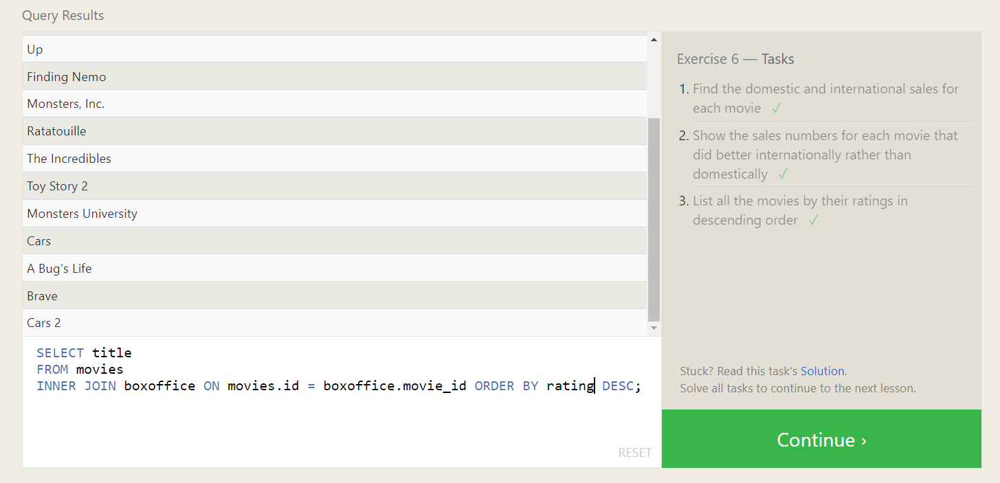 Query Results
Up
Finding Nemo
Monsters, Inc.
Ratatouille
The Incredibles
Toy Story 2
Monsters University
Cars
A Bug's Life
Brave
Cars 2
SELECT title
FROM movies
INNER JOIN boxoffice ON movies.id = boxoffice.movie_id ORDER BY rating DESC;
RESET
Exercise 6 — Tasks
1. Find the domestic and international sales for
each movie ✓
2. Show the sales numbers for each movie that
did better internationally rather than
domestically ✓
3. List all the movies by their ratings in
descending order ✓
Stuck? Read this task's Solution.
Solve all tasks to continue to the next lesson.
Continue ›